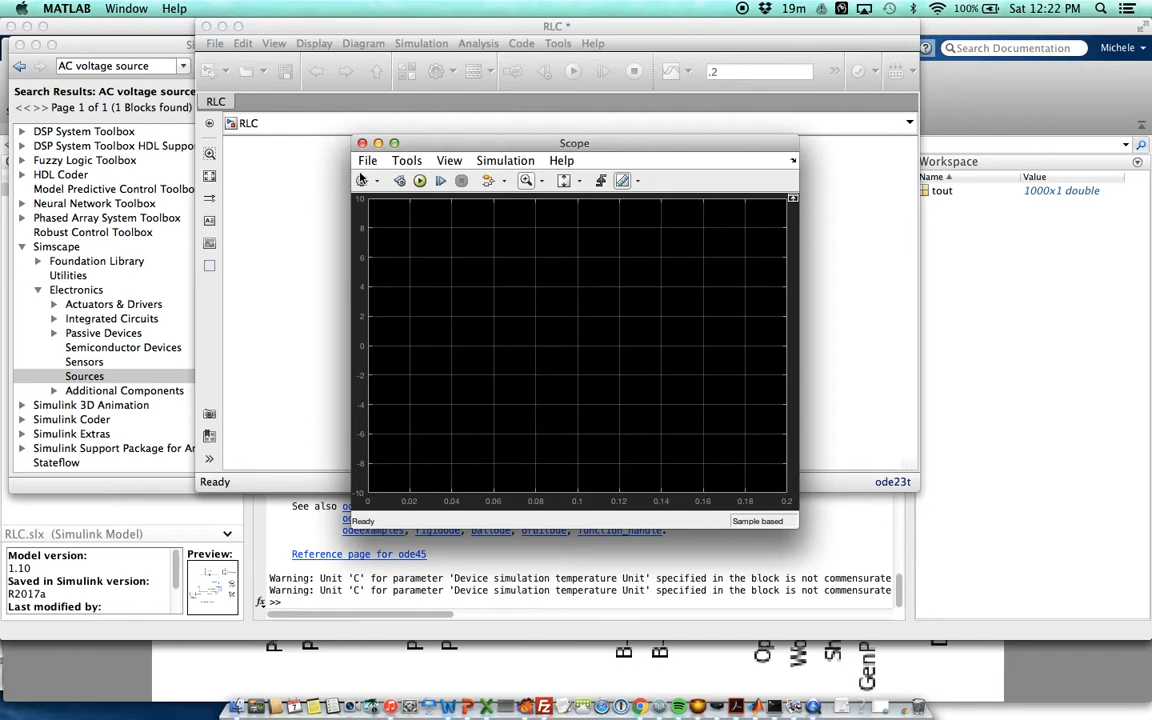 MATLAB Window Help 19m 100% Sat 12:22 PM
RLC *
File Edit View Display Diagram Simulation Analysis Code Tools Help
AC voltage source
.2
Search Documentation
Michele
Search Results: AC voltage source
<< >> Page 1 of 1 (1 Blocks found)
RLC
RLC
DSP System Toolbox
DSP System Toolbox HDL Suppo
Fuzzy Logic Toolbox
HDL Coder
Model Predictive Control Toolbo
Neural Network Toolbox
Phased Array System Toolbox
Robust Control Toolbox
Simscape
Foundation Library
Utilities
Electronics
Actuators & Drivers
Integrated Circuits
Passive Devices
Semiconductor Devices
Sensors
Sources
Additional Components
Simulink 3D Animation
Simulink Coder
Simulink Extras
Simulink Support Package for Ar
Stateflow
Scope
File Tools View Simulation Help
10
8
6
4
2
0
-2
-4
-6
-8
-10
0 0.02 0.04 0.06 0.08 0.1 0.12 0.14 0.16 0.18 0.2
Ready Sample based
Workspace
Name Value
tout 1000x1 double
Ready ode23t
See also
Reference page for ode45
Warning: Unit 'C' for parameter 'Device simulation temperature Unit' specified in the block is not commensurate
Warning: Unit 'C' for parameter 'Device simulation temperature Unit' specified in the block is not commensurate
fx >>
RLC.slx (Simulink Model)
Model version:
1.10
Saved in Simulink version:
R2017a
Last modified by:
Preview: